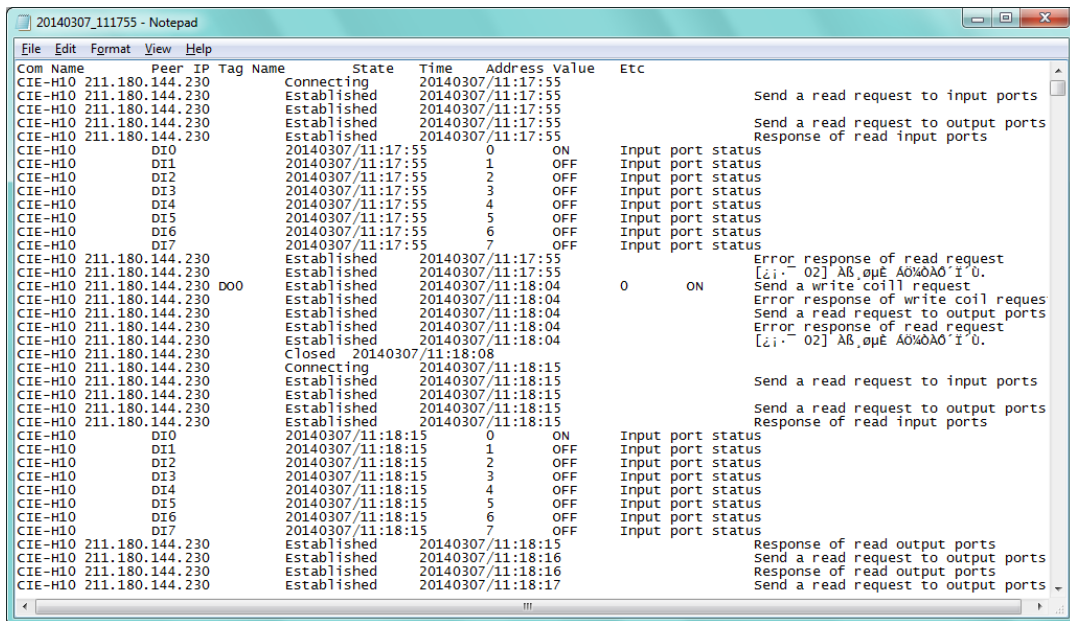 20140307_111755 - Notepad
File Edit Format View Help
Com Name Peer IP Tag Name State Time Address Value Etc
CIE-H10 211.180.144.230 Connecting 20140307/11:17:55
CIE-H10 211.180.144.230 Established 20140307/11:17:55 Send a read request to input ports
CIE-H10 211.180.144.230 Established 20140307/11:17:55
CIE-H10 211.180.144.230 Established 20140307/11:17:55 Send a read request to output ports
CIE-H10 211.180.144.230 Established 20140307/11:17:55 Response of read input ports
CIE-H10 DI0 20140307/11:17:55 0 ON Input port status
CIE-H10 DI1 20140307/11:17:55 1 OFF Input port status
CIE-H10 DI2 20140307/11:17:55 2 OFF Input port status
CIE-H10 DI3 20140307/11:17:55 3 OFF Input port status
CIE-H10 DI4 20140307/11:17:55 4 OFF Input port status
CIE-H10 DI5 20140307/11:17:55 5 OFF Input port status
CIE-H10 DI6 20140307/11:17:55 6 OFF Input port status
CIE-H10 DI7 20140307/11:17:55 7 OFF Input port status
CIE-H10 211.180.144.230 Established 20140307/11:17:55 Error response of read request
CIE-H10 211.180.144.230 Established 20140307/11:17:55 02]
CIE-H10 211.180.144.230 DO0 Established 20140307/11:18:04 0 ON Send a write coill request
CIE-H10 211.180.144.230 Established 20140307/11:18:04 Error response of write coil reques
CIE-H10 211.180.144.230 Established 20140307/11:18:04 Send a read request to output ports
CIE-H10 211.180.144.230 Established 20140307/11:18:04 Error response of read request
CIE-H10 211.180.144.230 Established 20140307/11:18:04 02]
CIE-H10 211.180.144.230 Closed 20140307/11:18:08
CIE-H10 211.180.144.230 Connecting 20140307/11:18:15
CIE-H10 211.180.144.230 Established 20140307/11:18:15 Send a read request to input ports
CIE-H10 211.180.144.230 Established 20140307/11:18:15
CIE-H10 211.180.144.230 Established 20140307/11:18:15 Send a read request to output ports
CIE-H10 211.180.144.230 Established 20140307/11:18:15 Response of read input ports
CIE-H10 DI0 20140307/11:18:15 0 ON Input port status
CIE-H10 DI1 20140307/11:18:15 1 OFF Input port status
CIE-H10 DI2 20140307/11:18:15 2 OFF Input port status
CIE-H10 DI3 20140307/11:18:15 3 OFF Input port status
CIE-H10 DI4 20140307/11:18:15 4 OFF Input port status
CIE-H10 DI5 20140307/11:18:15 5 OFF Input port status
CIE-H10 DI6 20140307/11:18:15 6 OFF Input port status
CIE-H10 DI7 20140307/11:18:15 7 OFF Input port status
CIE-H10 211.180.144.230 Established 20140307/11:18:15 Response of read output ports
CIE-H10 211.180.144.230 Established 20140307/11:18:16 Send a read request to output ports
CIE-H10 211.180.144.230 Established 20140307/11:18:16 Response of read output ports
CIE-H10 211.180.144.230 Established 20140307/11:18:17 Send a read request to output ports